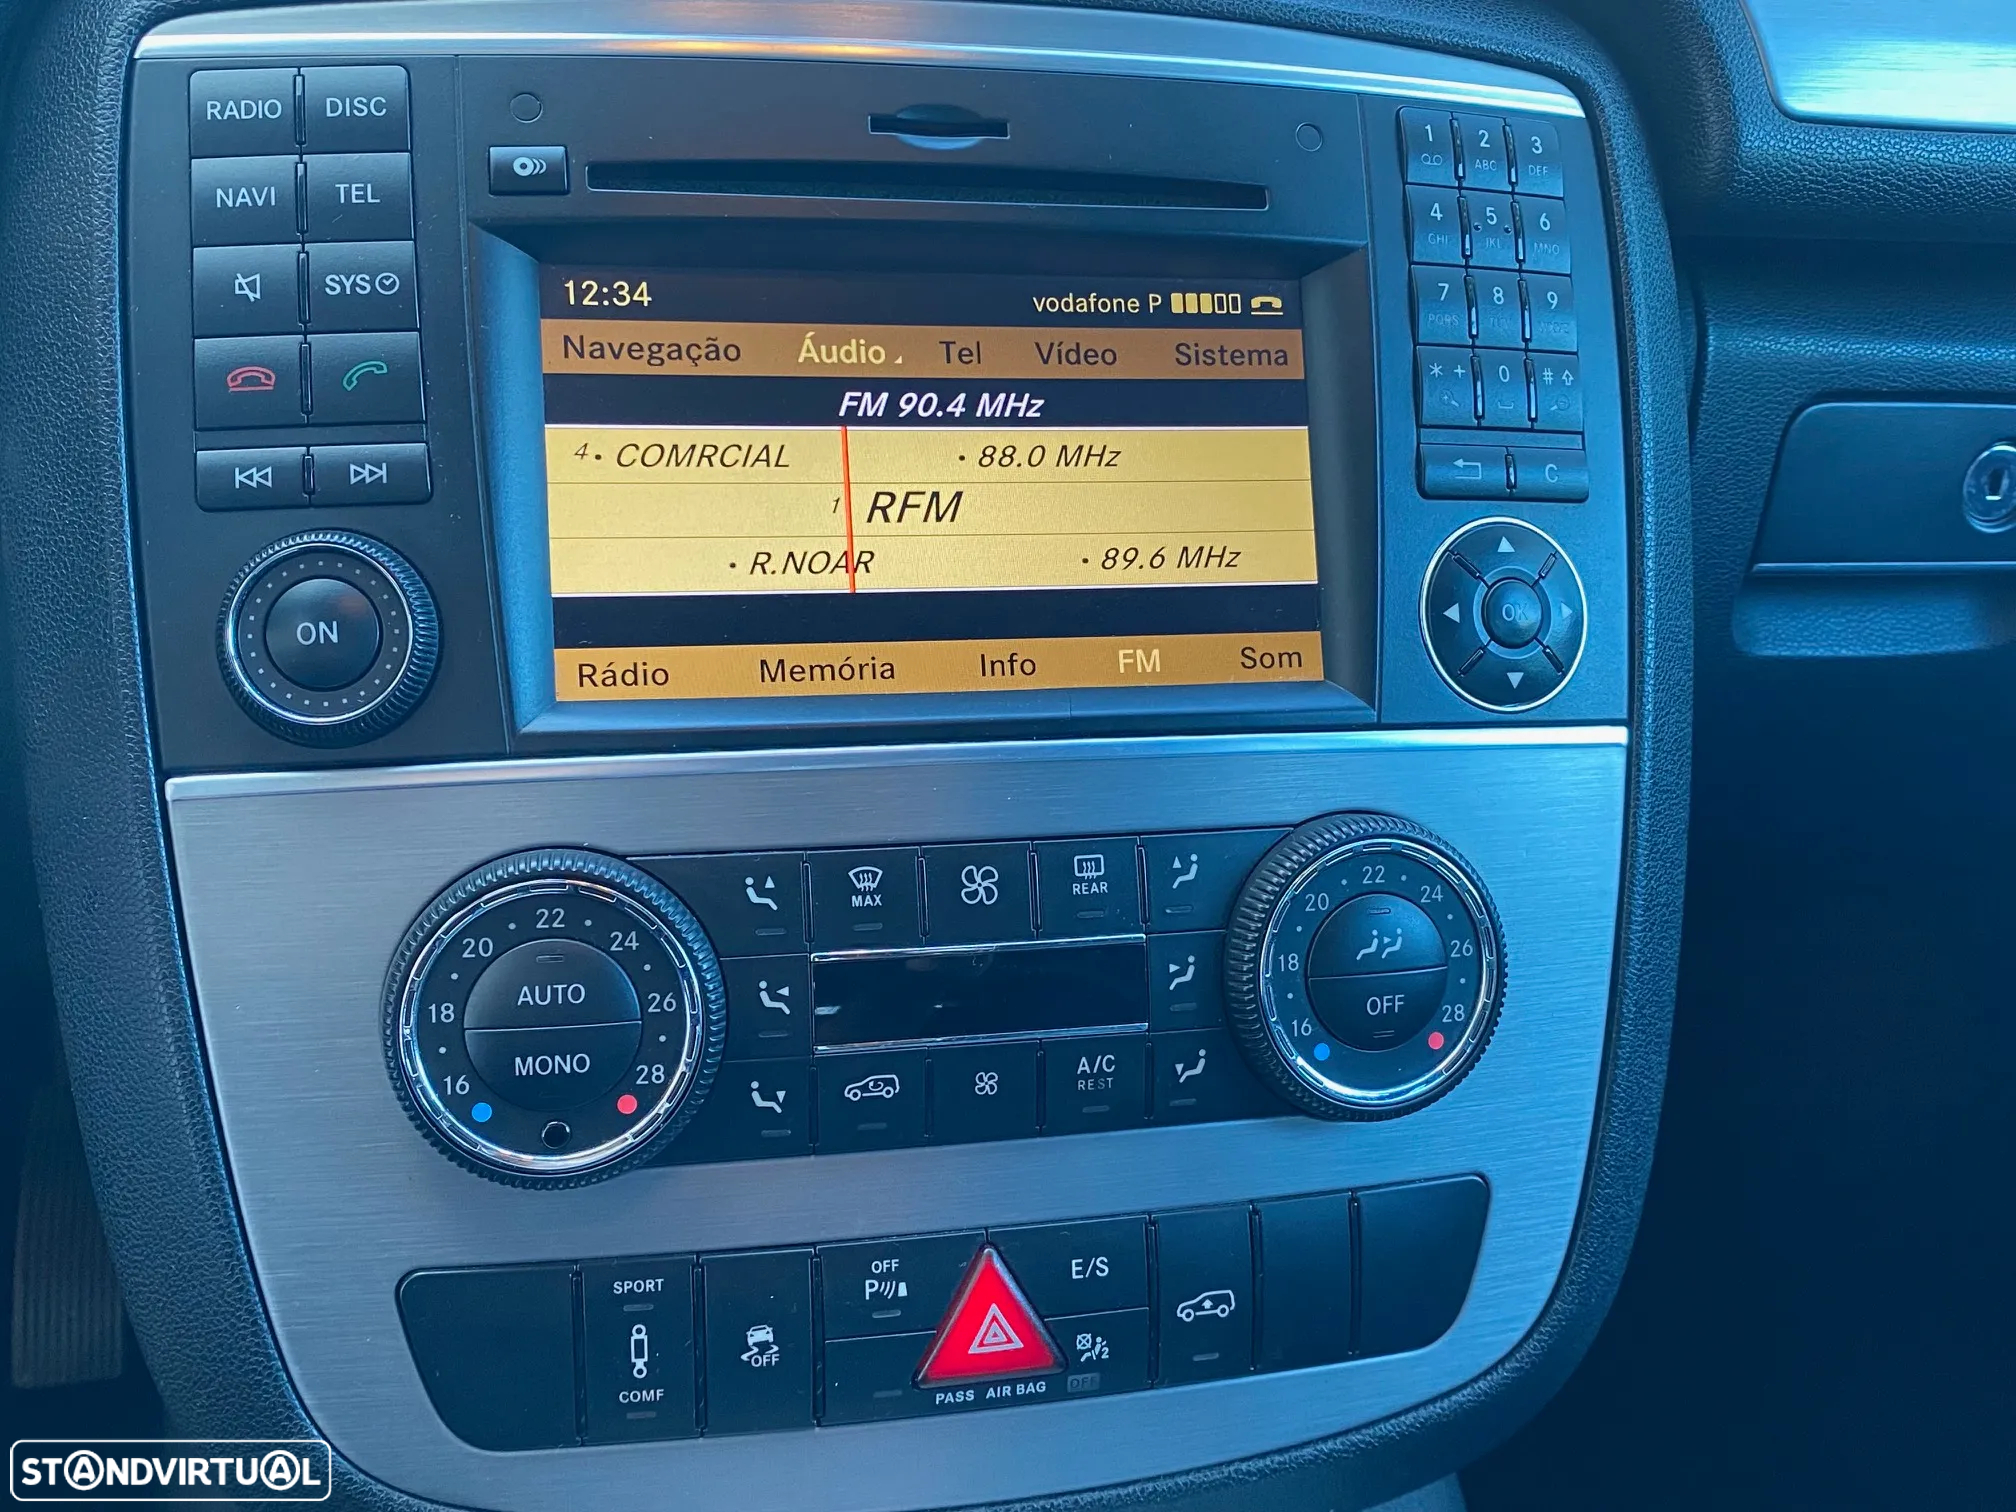 RADIO DISC
NAVI TEL
SYS
ON
1 2 ABC 3 DEF
4 GHI 5 JKL 6 MNO
7 PQRS 8 9
* + 0 #
C
OK
12:34 vodafone P
Navegação Áudio Tel Vídeo Sistema
FM 90.4 MHz
4 • COMRCIAL • 88.0 MHz
1 RFM
• R.NOAR • 89.6 MHz
Rádio Memória Info FM Som
16 18 20 22 24 26 28
AUTO
MONO
MAX
REAR
A/C
REST
16 18 20 22 24 26 28
OFF
SPORT
COMF
OFF
OFF
P
E/S
PASS AIR BAG OFF
2
STANDVIRTUAL